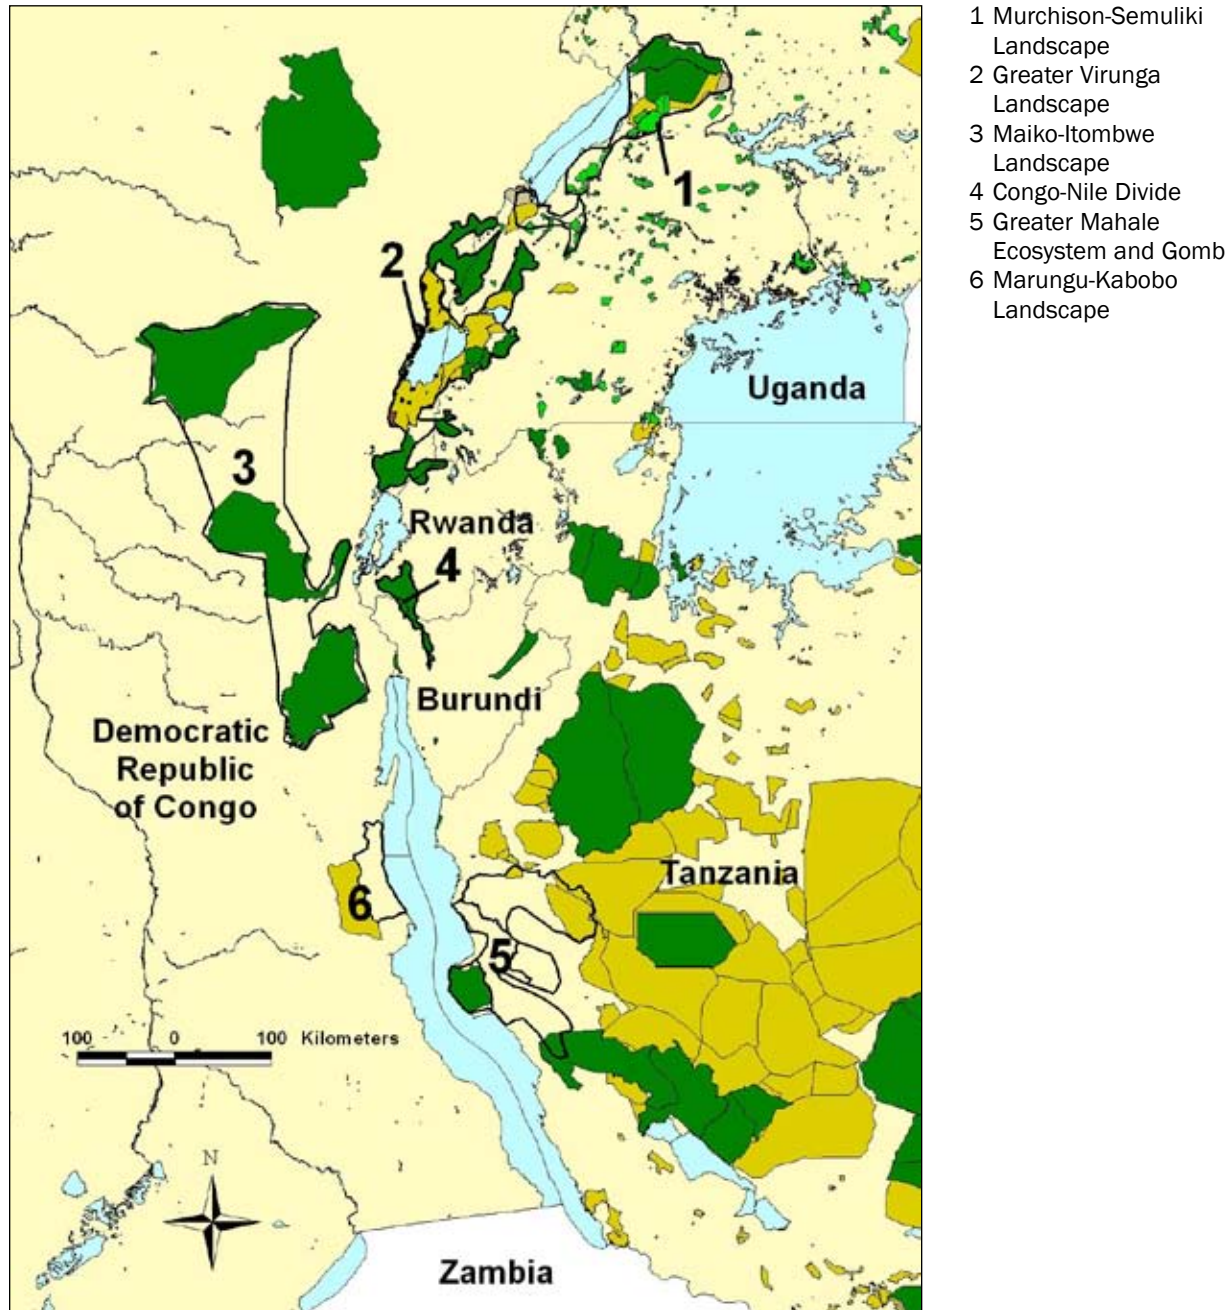 1 Murchison-Semuliki
Landscape
2 Greater Virunga
Landscape
3 Maiko-Itombwe
Landscape
4 Congo-Nile Divide
5 Greater Mahale
Ecosystem and Gomb
6 Marungu-Kabobo
Landscape
1
2
Uganda
3
Rwanda
4
Burundi
Democratic
Republic
of Congo
Tanzania
6
5
100 0 100 Kilometers
N
Zambia